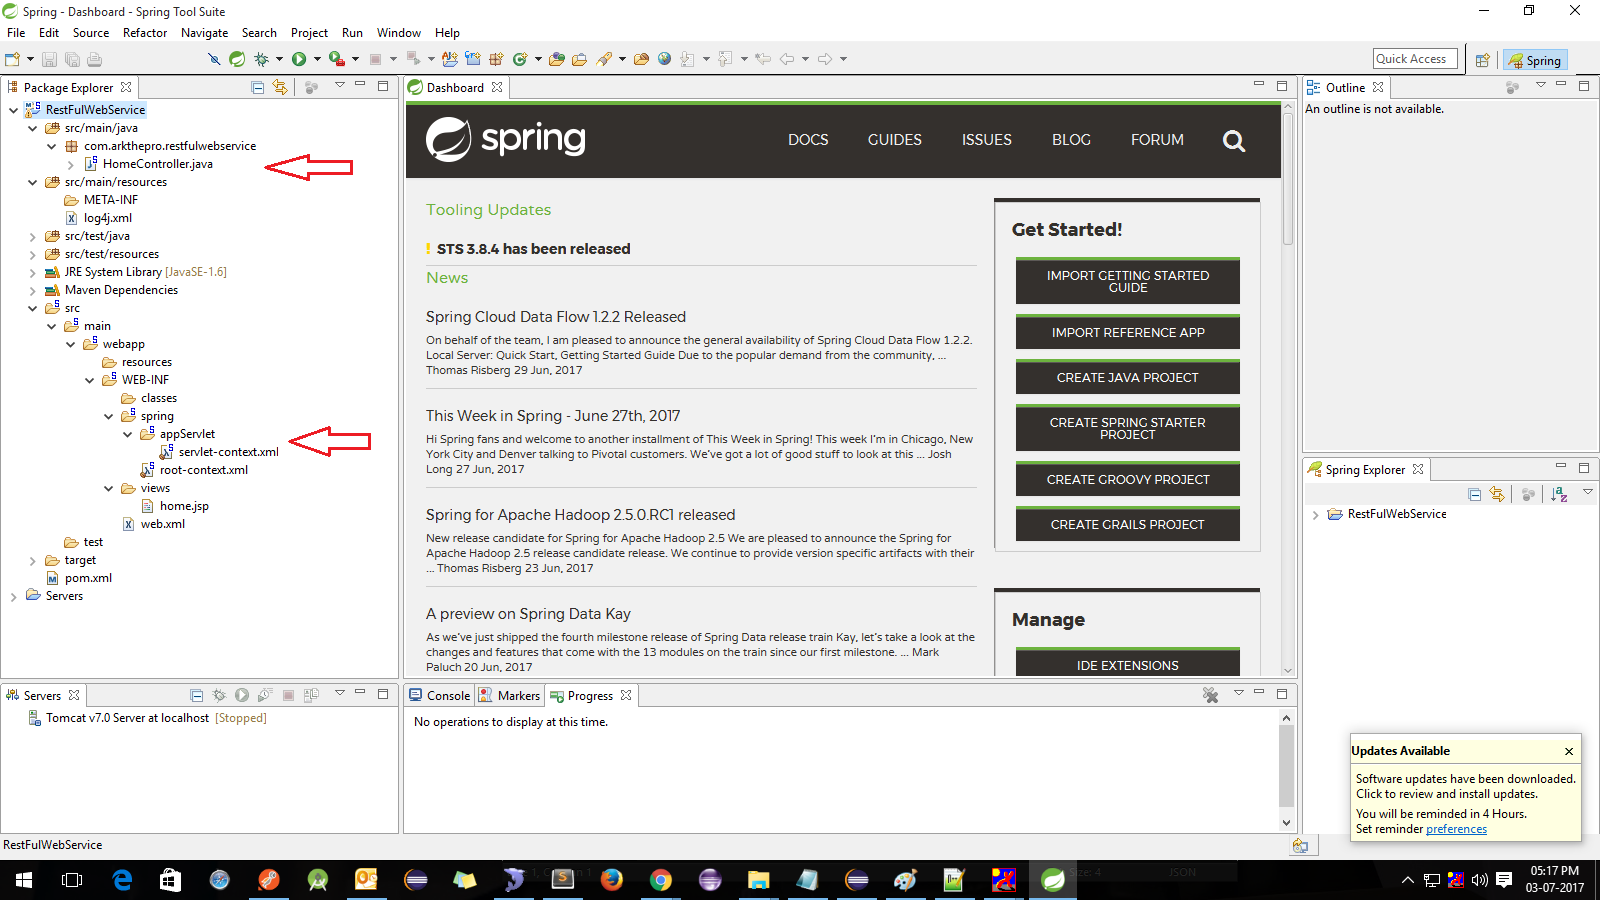 Spring - Dashboard - Spring Tool Suite
File Edit Source Refactor Navigate Search Project Run Window Help
Quick Access
Spring
Package Explorer
RestFulWebService
src/main/java
com.arkthepro.restfulwebservice
HomeController.java
src/main/resources
META-INF
log4j.xml
src/test/java
src/test/resources
JRE System Library [JavaSE-1.6]
Maven Dependencies
src
main
webapp
resources
WEB-INF
classes
spring
appServlet
servlet-context.xml
root-context.xml
views
home.jsp
web.xml
test
target
pom.xml
Servers
Dashboard
spring
DOCS GUIDES ISSUES BLOG FORUM
Tooling Updates
! STS 3.8.4 has been released
News
Spring Cloud Data Flow 1.2.2 Released
On behalf of the team, I am pleased to announce the general availability of Spring Cloud Data Flow 1.2.2.
Local Server: Quick Start, Getting Started Guide Due to the popular demand from the community, ...
Thomas Risberg 29 Jun, 2017
This Week in Spring - June 27th, 2017
Hi Spring fans and welcome to another installment of This Week in Spring! This week I'm in Chicago, New
York City and Denver talking to Pivotal customers. We've got a lot of good stuff to look at this ... Josh
Long 27 Jun, 2017
Spring for Apache Hadoop 2.5.0.RC1 released
New release candidate for Spring for Apache Hadoop 2.5 We are pleased to announce the Spring for
Apache Hadoop 2.5 release candidate release. We continue to provide version specific artifacts with their
... Thomas Risberg 23 Jun, 2017
A preview on Spring Data Kay
As we've just shipped the fourth milestone release of Spring Data release train Kay, let's take a look at the
changes and features that come with the 13 modules on the train since our first milestone. ... Mark
Paluch 20 Jun, 2017
Get Started!
IMPORT GETTING STARTED
GUIDE
IMPORT REFERENCE APP
CREATE JAVA PROJECT
CREATE SPRING STARTER
PROJECT
CREATE GROOVY PROJECT
CREATE GRAILS PROJECT
Manage
IDE EXTENSIONS
Outline
An outline is not available.
Spring Explorer
RestFulWebService
Servers
Tomcat v7.0 Server at localhost [Stopped]
Console Markers Progress
No operations to display at this time.
Updates Available
Software updates have been downloaded.
Click to review and install updates.
You will be reminded in 4 Hours.
Set reminder preferences
RestFulWebService
05:17 PM
03-07-2017